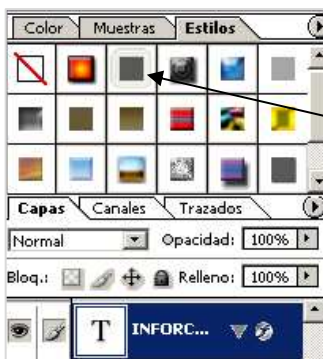 Color Muestras Estilos
Capas Canales Trazados
Normal Opacidad: 100%
Bloq.: Relleno: 100%
T INFORC...